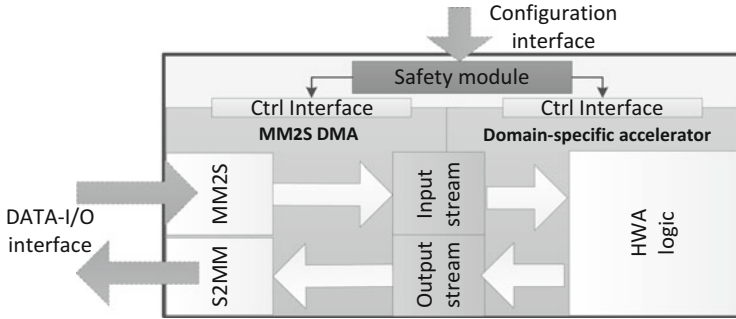 Configuration
interface
Safety module
Ctrl Interface
Ctrl Interface
MM2S DMA
Domain-specific accelerator
DATA-I/O
interface
MM2S
Input
stream
HWA
logic
S2MM
Output
stream